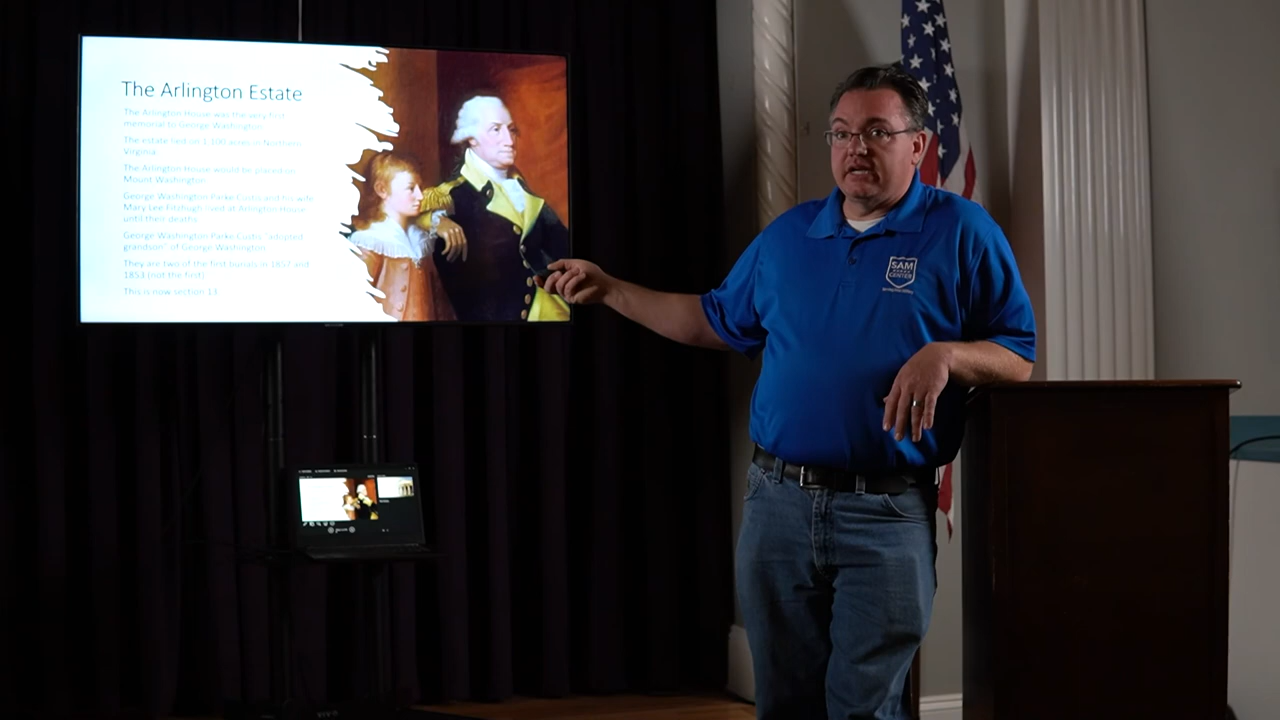 The Arlington Estate
The Arlington House was the very first
memorial to George Washington.
The estate laid on 1,100 acres in Northern
Virginia.
The Arlington House would be placed on
Mount Washington.
George Washington Parke Custis and his wife
Mary Lee Fitzhugh lived at Arlington House
until their deaths.
George Washington Parke Custis "adopted
grandson" of George Washington.
They are two of the first burials in 1857 and
1853 (not the first)
This is now section 13
SAM
CENTER